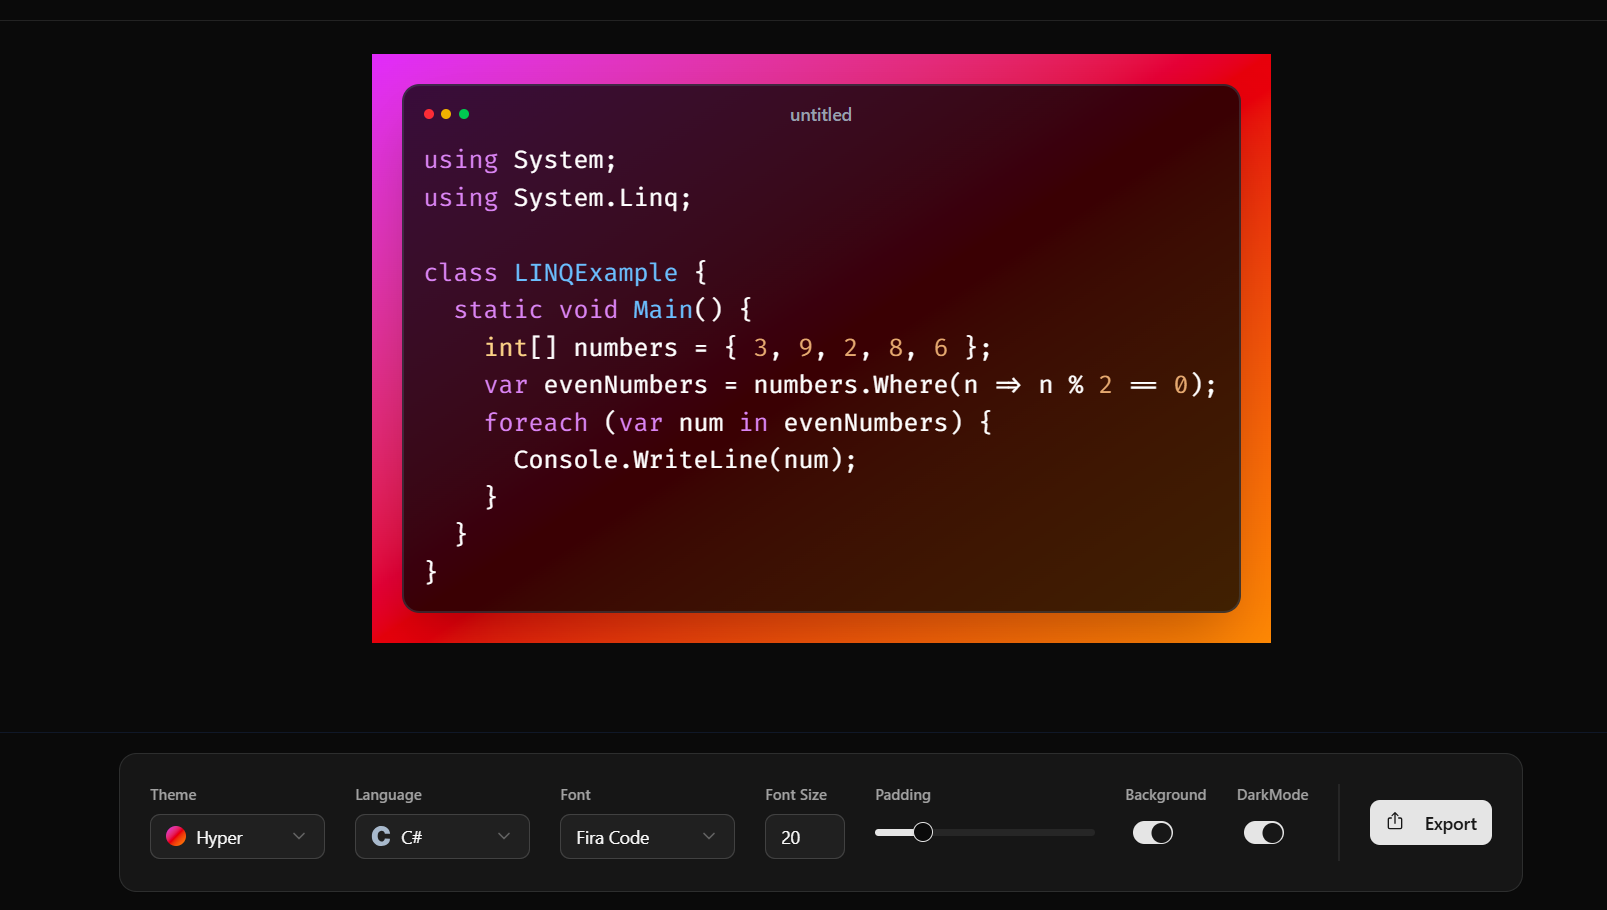 untitled
using System;
using System.Linq;

class LINQExample {
  static void Main() {
    int[] numbers = { 3, 9, 2, 8, 6 };
    var evenNumbers = numbers.Where(n => n % 2 == 0);
    foreach (var num in evenNumbers) {
      Console.WriteLine(num);
    }
  }
}
Theme Language Font Font Size Padding Background DarkMode
Hyper C# Fira Code 20 Export